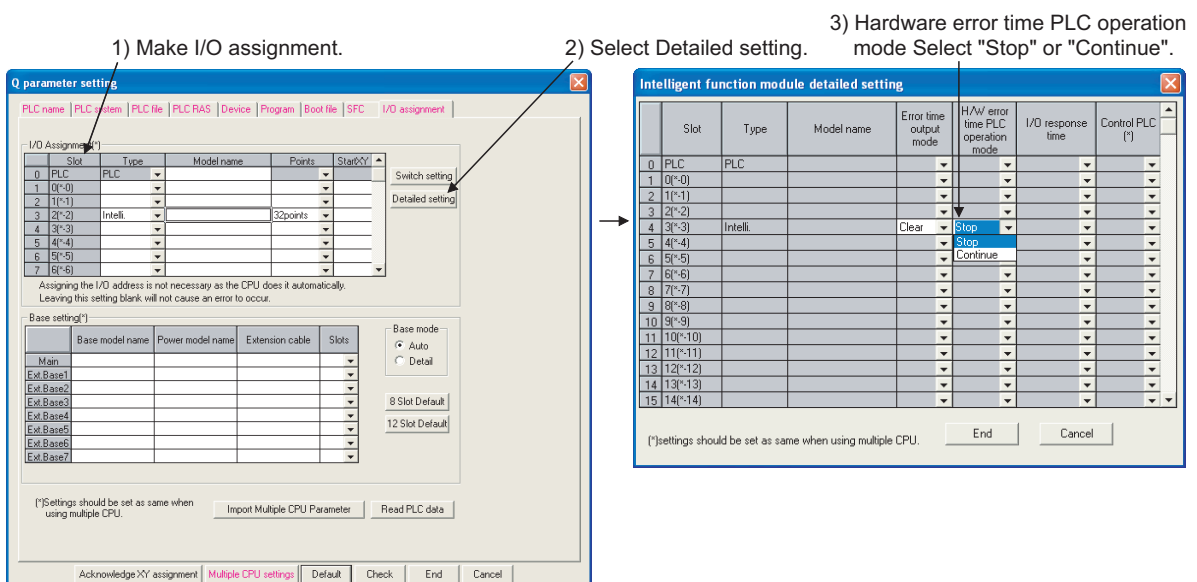 3) Hardware error time PLC operation
mode Select "Stop" or "Continue".
1) Make I/O assignment.
2) Select Detailed setting.
Q parameter setting
PLC name PLC system PLC file PLC RAS Device Program Boot file SFC I/O assignment
I/O Assignment(*)
Slot Type Model name Points StartXY
0 PLC PLC
1 0(*-0)
2 1(*-1)
3 2(*-2) Intelli. 32points
4 3(*-3)
5 4(*-4)
6 5(*-5)
7 6(*-6)
Switch setting
Detailed setting
Assigning the I/O address is not necessary as the CPU does it automatically.
Leaving this setting blank will not cause an error to occur.
Base setting(*)
Base model name Power model name Extension cable Slots
Main
Ext.Base1
Ext.Base2
Ext.Base3
Ext.Base4
Ext.Base5
Ext.Base6
Ext.Base7
Base mode
Auto
Detail
8 Slot Default
12 Slot Default
(*)Settings should be set as same when
using multiple CPU.
Import Multiple CPU Parameter
Read PLC data
Acknowledge XY assignment Multiple CPU settings Default Check End Cancel
Intelligent function module detailed setting
Slot Type Model name
Error time
output
mode
H/W error
time PLC
operation
mode
I/O response
time
Control PLC
(*)
0 PLC PLC
1 0(*-0)
2 1(*-1)
3 2(*-2)
4 3(*-3) Intelli. Clear Stop
5 4(*-4) Stop
6 5(*-5) Continue
7 6(*-6)
8 7(*-7)
9 8(*-8)
10 9(*-9)
11 10(*-10)
12 11(*-11)
13 12(*-12)
14 13(*-13)
15 14(*-14)
(*)settings should be set as same when using multiple CPU.
End
Cancel